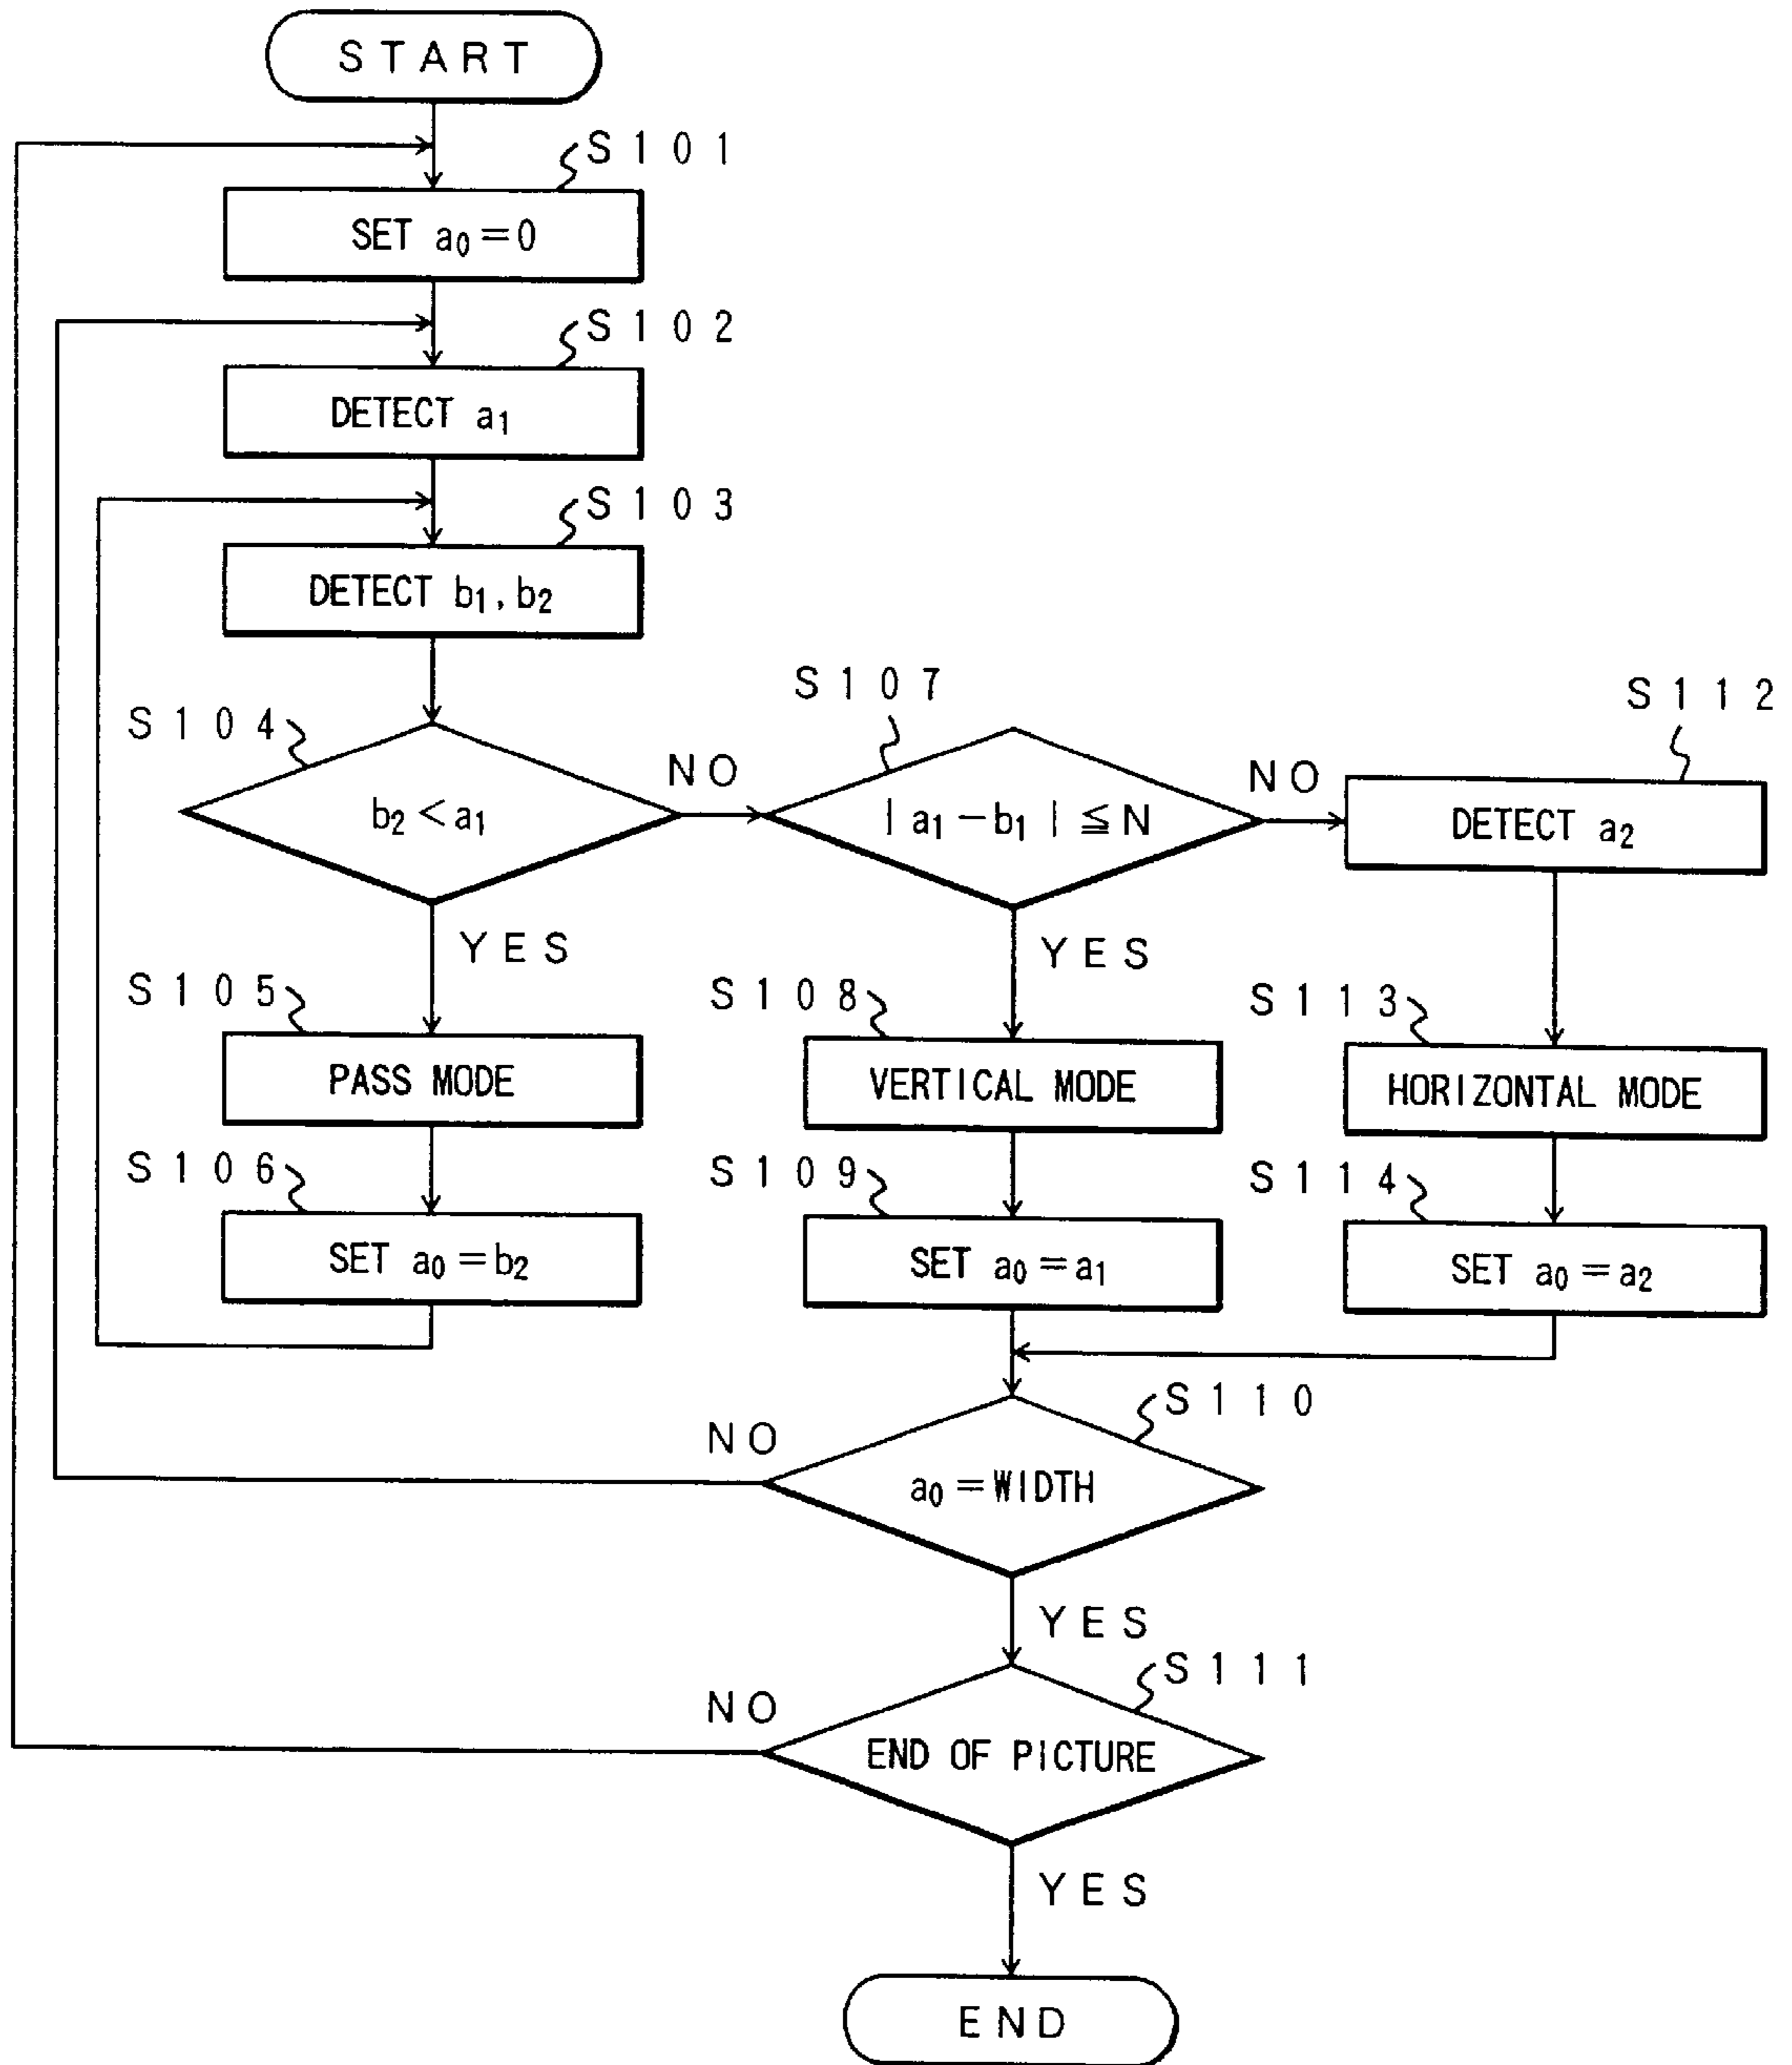 START
S101
SET a₀=0
S102
DETECT a₁
S103
DETECT b₁, b₂
S104
b₂<a₁
NO
S107
|a₁−b₁|≦N
NO
S112
DETECT a₂
YES
YES
S105
PASS MODE
S108
VERTICAL MODE
S113
HORIZONTAL MODE
S106
SET a₀=b₂
S109
SET a₀=a₁
S114
SET a₀=a₂
S110
NO
a₀=WIDTH
YES
S111
NO
END OF PICTURE
YES
END